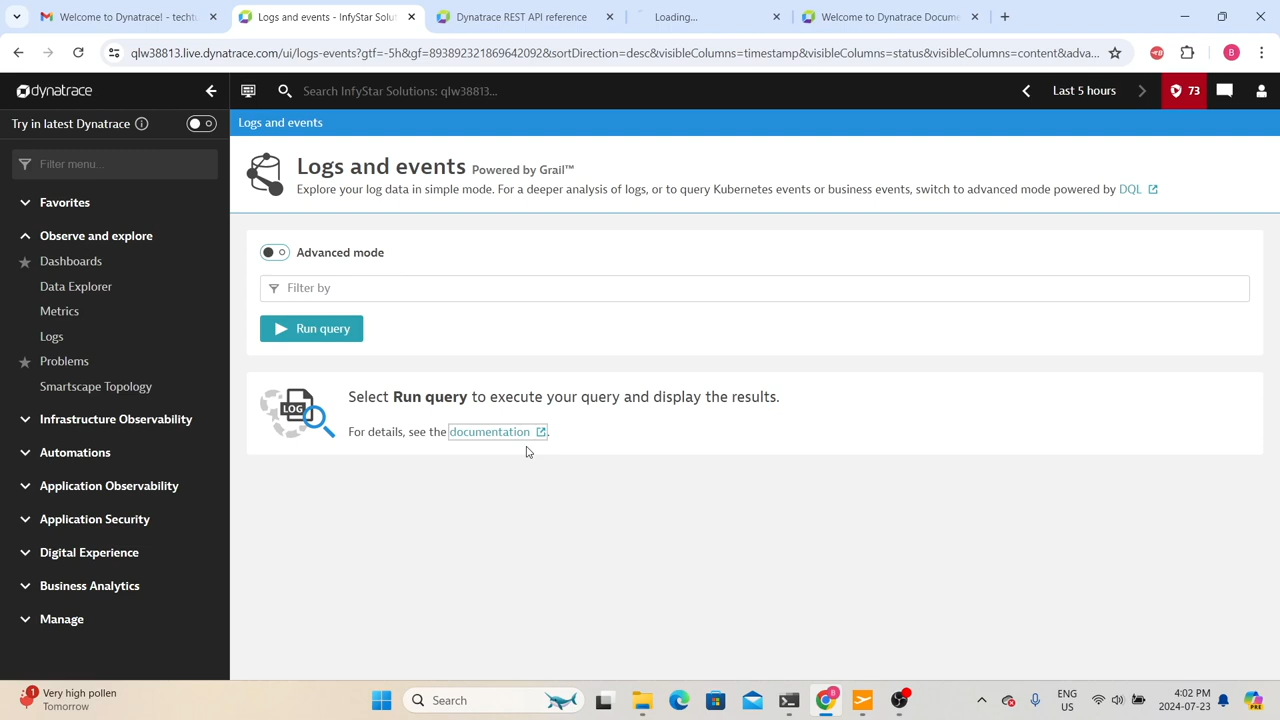 Welcome to Dynatrace! - techtu
Logs and events - InfyStar Solut
Dynatrace REST API reference
Loading...
Welcome to Dynatrace Docume
qlw38813.live.dynatrace.com/ui/logs-events?gtf=-5h&gf=893892321869642092&sortDirection=desc&visibleColumns=timestamp&visibleColumns=status&visibleColumns=content&adva...
B
dynatrace
Search InfyStar Solutions: qlw38813...
Last 5 hours
73
Try in latest Dynatrace
Logs and events
Filter menu...
Logs and events Powered by Grail™
Explore your log data in simple mode. For a deeper analysis of logs, or to query Kubernetes events or business events, switch to advanced mode powered by DQL
Favorites
Observe and explore
Dashboards
Data Explorer
Metrics
Logs
Problems
Smartscape Topology
Infrastructure Observability
Automations
Application Observability
Application Security
Digital Experience
Business Analytics
Manage
Advanced mode
Filter by
Run query
LOG
Select Run query to execute your query and display the results.
For details, see the documentation.
1
Very high pollen
Tomorrow
Search
B
ENG
US
4:02 PM
2024-07-23
PRE